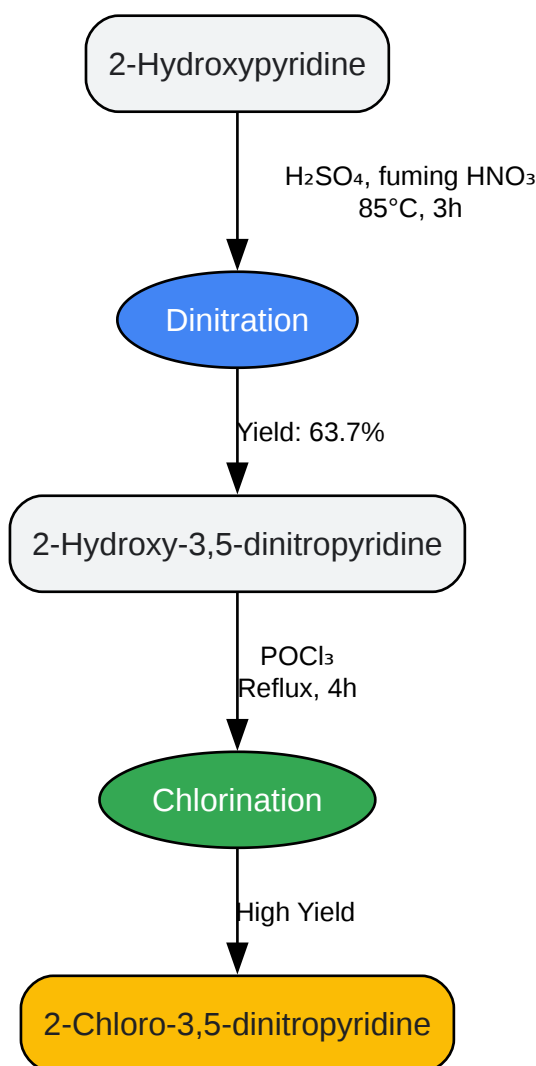 2-Hydroxypyridine
H₂SO₄, fuming HNO₃
85°C, 3h
Dinitration
Yield: 63.7%
2-Hydroxy-3,5-dinitropyridine
POCl₃
Reflux, 4h
Chlorination
High Yield
2-Chloro-3,5-dinitropyridine